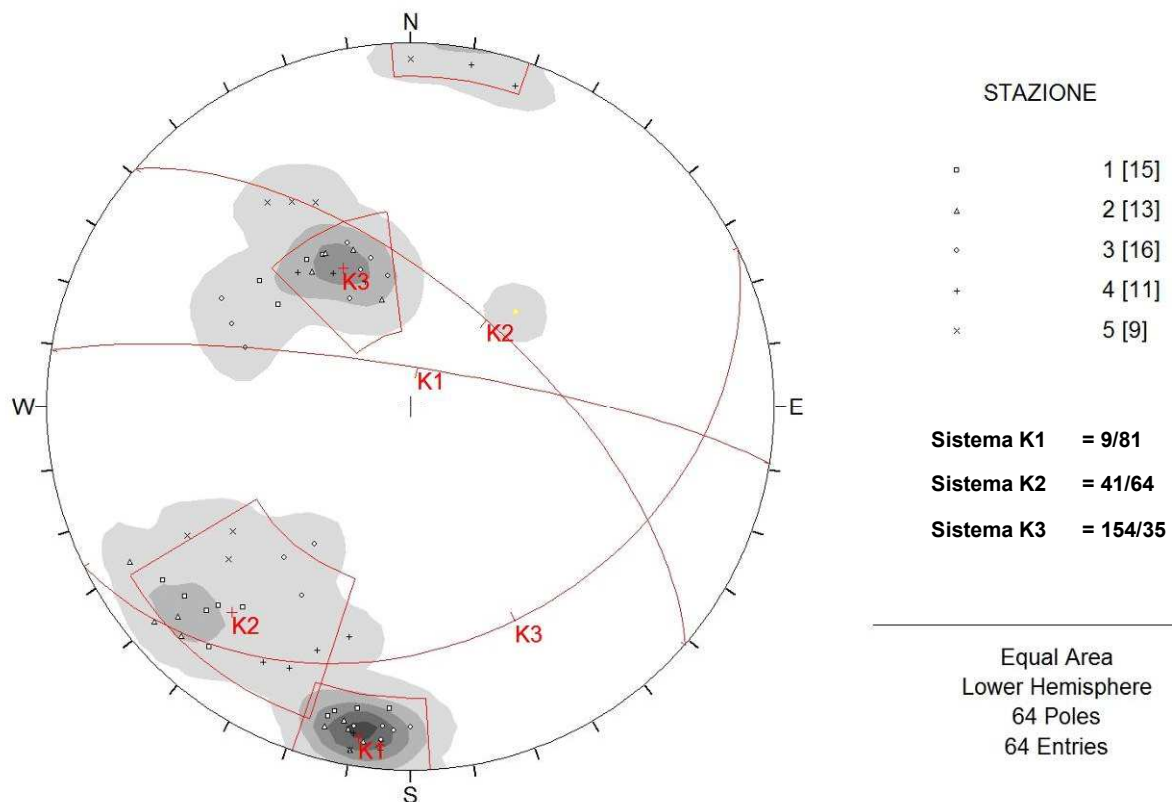 N
W
E
S
K3
K2
K1
K2
K3
K1
STAZIONE
1 [15]
2 [13]
3 [16]
4 [11]
5 [9]
Sistema K1 = 9/81
Sistema K2 = 41/64
Sistema K3 = 154/35
Equal Area
Lower Hemisphere
64 Poles
64 Entries